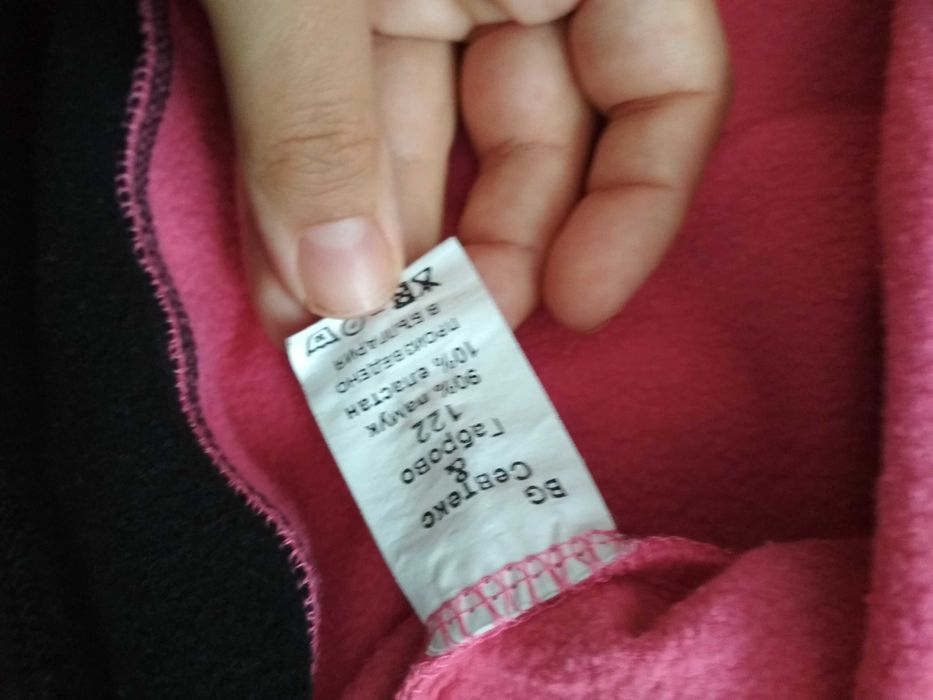 BG
Севтекс
&
Габрово
122
90% памук
10% еластан
ПРОИЗВЕДЕНО
В БЪЛГАРИЯ